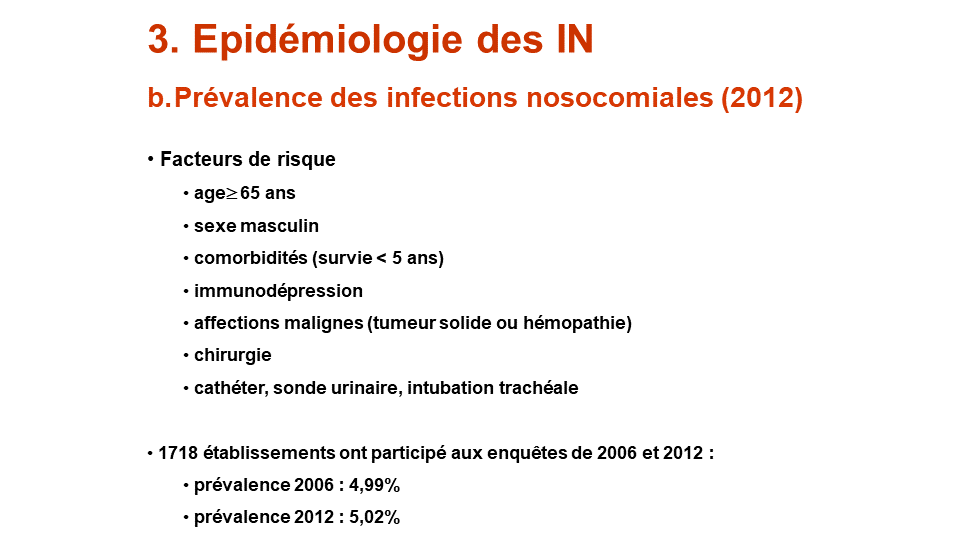 3. Epidémiologie des IN
b. Prévalence des infections nosocomiales (2012)
• Facteurs de risque
• age≥ 65 ans
• sexe masculin
• comorbidités (survie < 5 ans)
• immunodépression
• affections malignes (tumeur solide ou hémopathie)
• chirurgie
• cathéter, sonde urinaire, intubation trachéale
• 1718 établissements ont participé aux enquêtes de 2006 et 2012 :
• prévalence 2006 : 4,99%
• prévalence 2012 : 5,02%